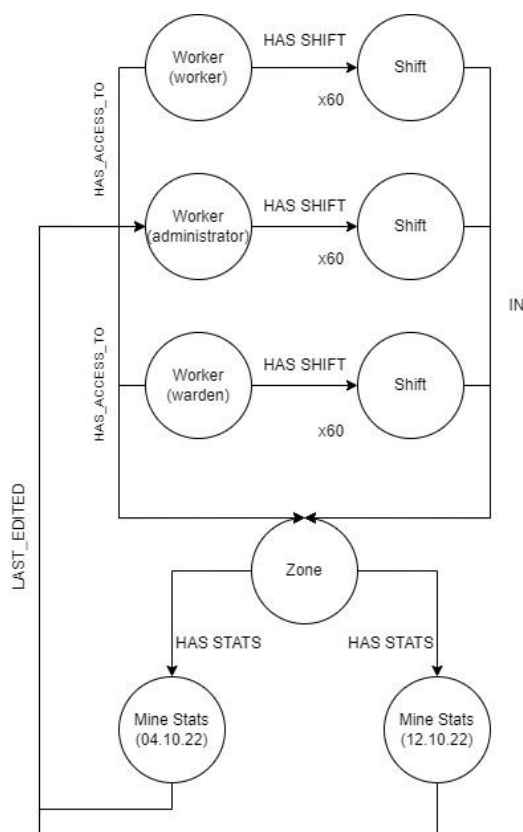 HAS SHIFT
Worker
(worker)
Shift
x60
HAS_ACCESS_TO
HAS SHIFT
Worker
(administrator)
Shift
x60
IN
HAS SHIFT
Worker
(warden)
Shift
x60
HAS_ACCESS_TO
LAST_EDITED
Zone
HAS STATS
HAS STATS
Mine Stats
(04.10.22)
Mine Stats
(12.10.22)